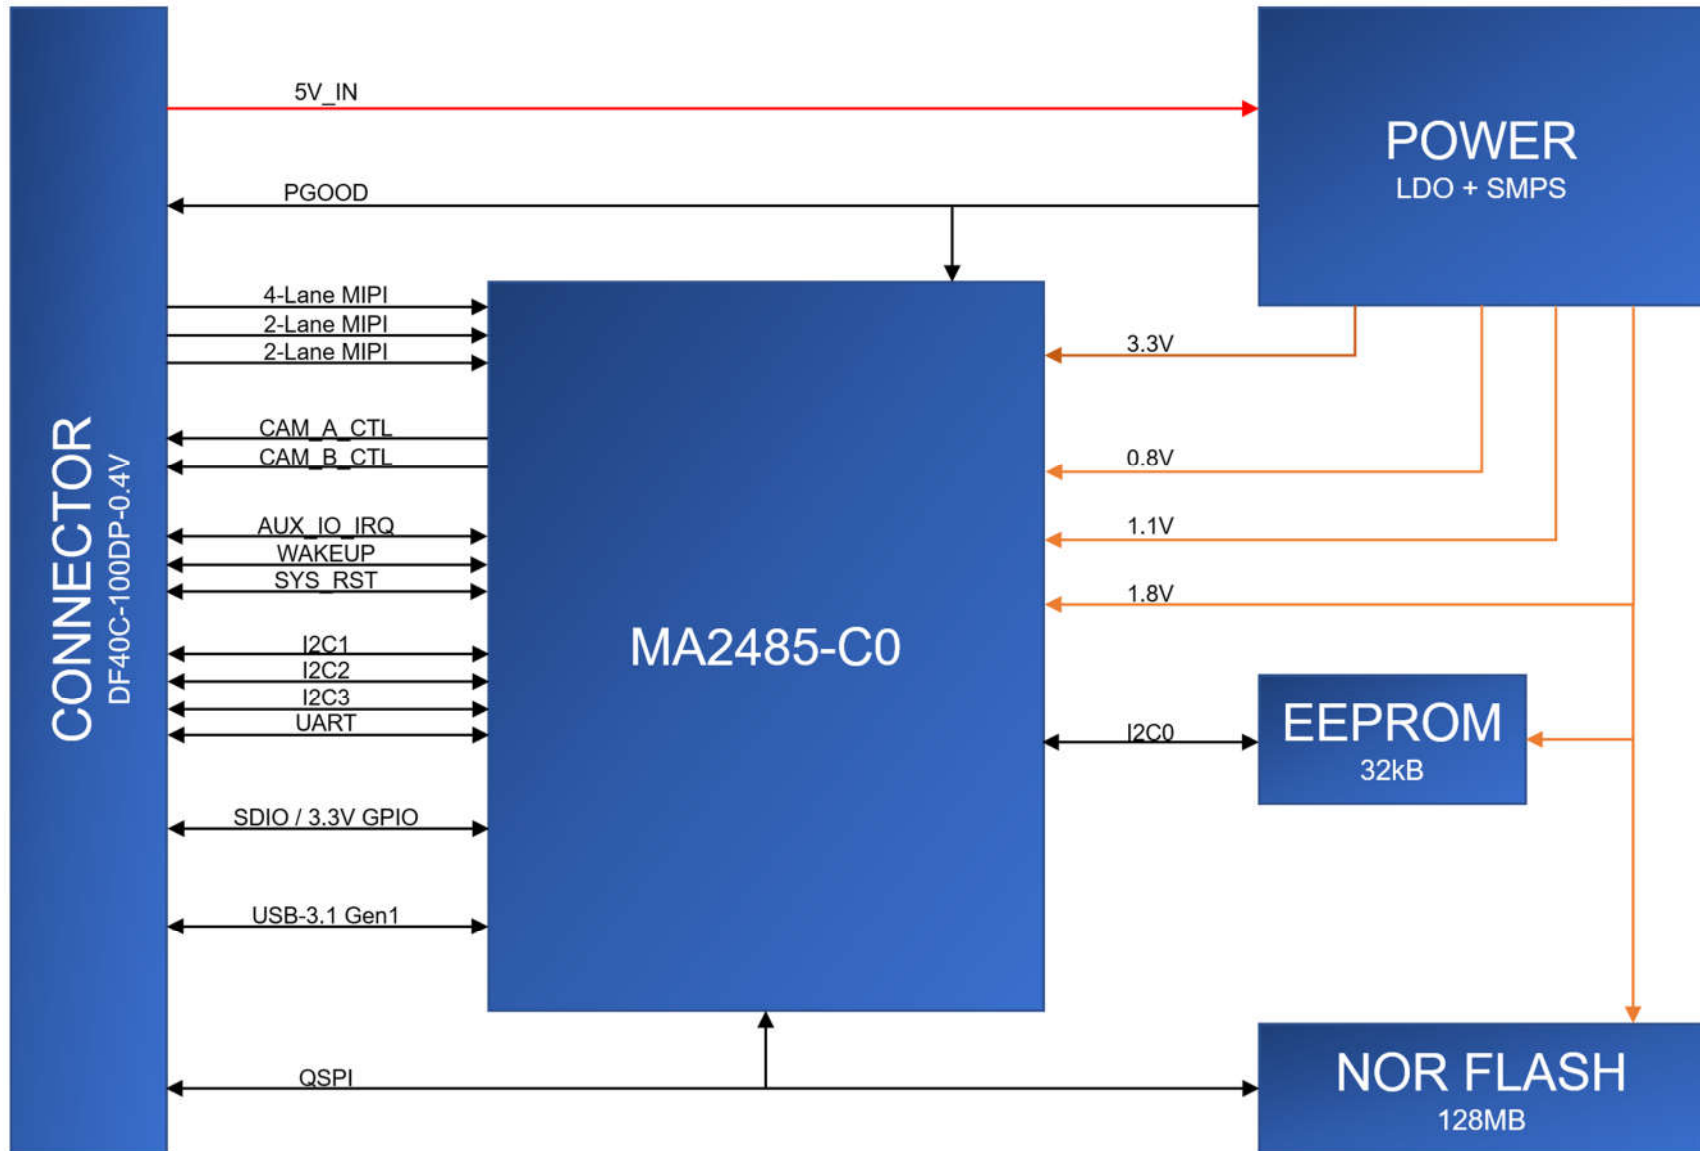 5V_IN
POWER
LDO + SMPS
PGOOD
4-Lane MIPI
2-Lane MIPI
2-Lane MIPI
3.3V
CAM_A_CTL
CAM_B_CTL
0.8V
CONNECTOR
DF40C-100DP-0.4V
AUX_IO_IRQ
WAKEUP
SYS_RST
1.1V
1.8V
MA2485-C0
I2C1
I2C2
I2C3
UART
I2C0
EEPROM
32kB
SDIO / 3.3V GPIO
USB-3.1 Gen1
QSPI
NOR FLASH
128MB